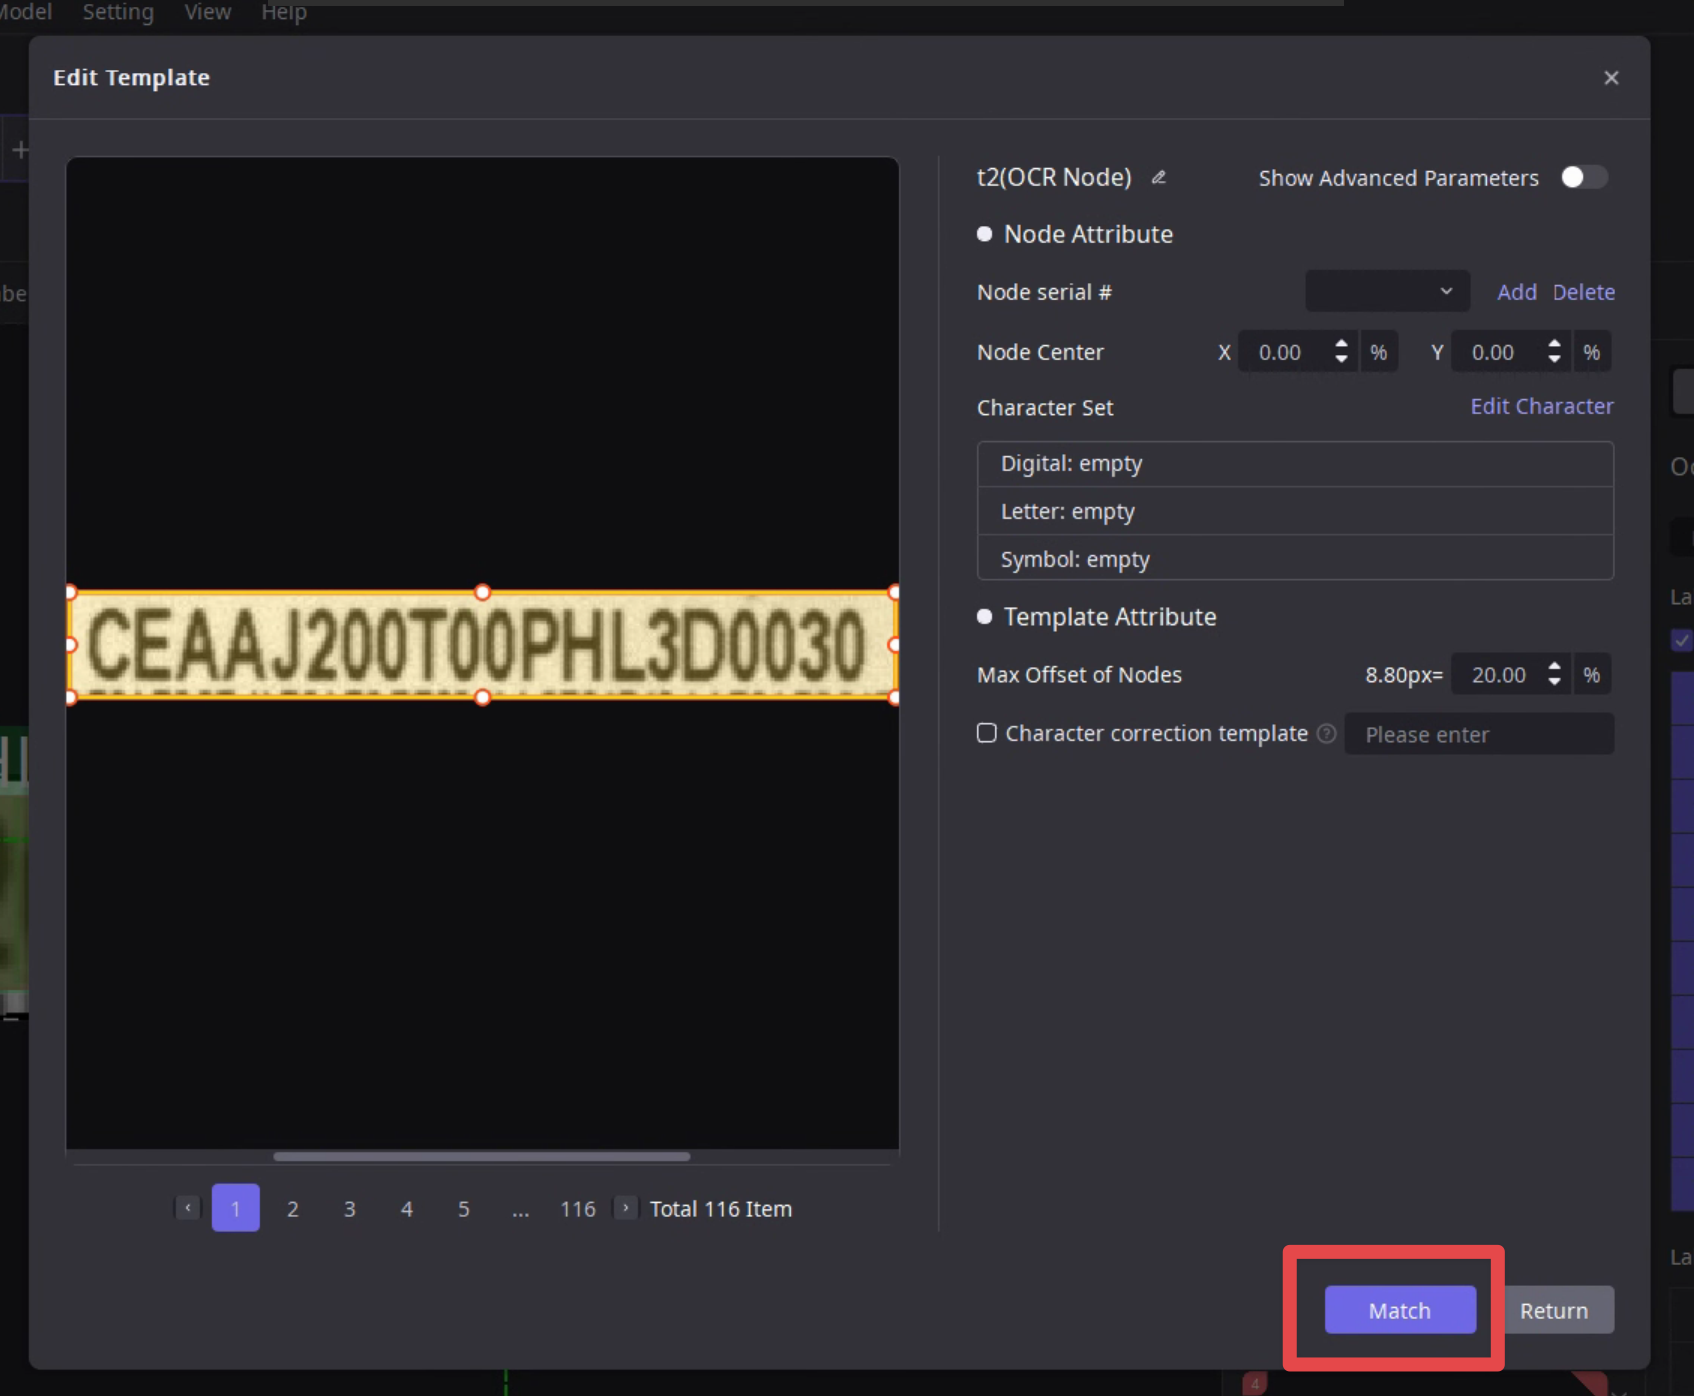 Setting View Help
Edit Template
t2(OCR Node)
Show Advanced Parameters
Node Attribute
Node serial #
Add Delete
Node Center
X 0.00 %
Y 0.00 %
Character Set
Edit Character
Digital: empty
Letter: empty
Symbol: empty
CEAAJ200T00PHL3D0030
Template Attribute
Max Offset of Nodes
8.80px= 20.00 %
Character correction template ? Please enter
1 2 3 4 5 ... 116 Total 116 Item
Match Return
4